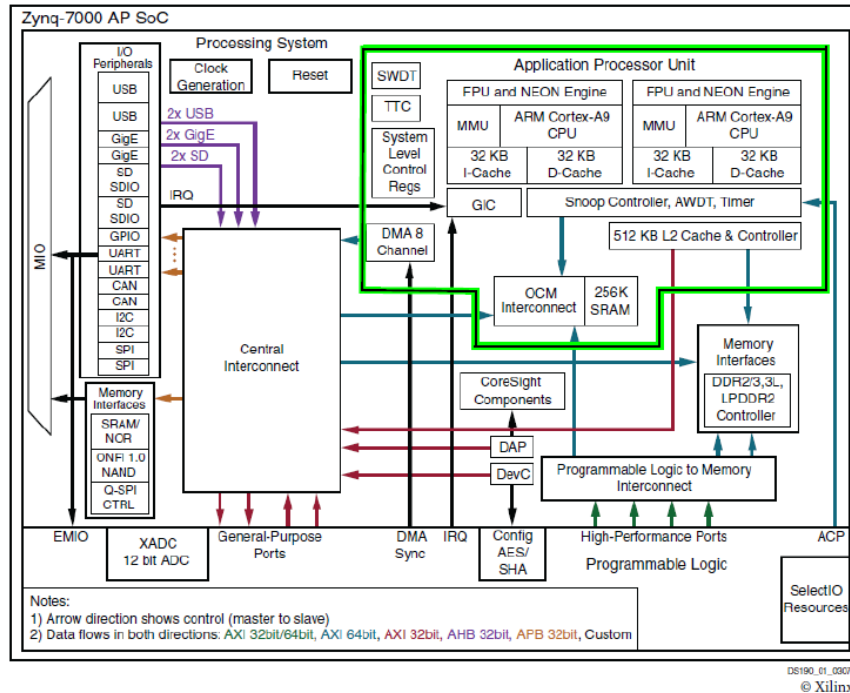 Zynq-7000 AP SoC
Processing System
I/O
Peripherals
USB
USB
GigE
GigE
SD
SDIO
SD
SDIO
GPIO
UART
UART
CAN
CAN
I2C
I2C
SPI
SPI
MIO
Clock
Generation
Reset
2x USB
2x GigE
2x SD
IRQ
SWDT
TTC
System
Level
Control
Regs
DMA 8
Channel
Application Processor Unit
FPU and NEON Engine
MMU
ARM Cortex-A9
CPU
32 KB
I-Cache
32 KB
D-Cache
FPU and NEON Engine
MMU
ARM Cortex-A9
CPU
32 KB
I-Cache
32 KB
D-Cache
GIC
Snoop Controller, AWDT, Timer
512 KB L2 Cache & Controller
OCM
Interconnect
256K
SRAM
Central
Interconnect
Memory
Interfaces
DDR2/3,3L,
LPDDR2
Controller
CoreSight
Components
DAP
DevC
Programmable Logic to Memory
Interconnect
Memory
Interfaces
SRAM/
NOR
ONFI 1.0
NAND
Q-SPI
CTRL
EMIO
XADC
12 bit ADC
General-Purpose
Ports
DMA
Sync
IRQ
Config
AES/
SHA
High-Performance Ports
ACP
Programmable Logic
SelectIO
Resources
Notes:
1) Arrow direction shows control (master to slave)
2) Data flows in both directions: AXI 32bit/64bit, AXI 64bit, AXI 32bit, AHB 32bit, APB 32bit, Custom
DS190_01_0307
© Xilinx